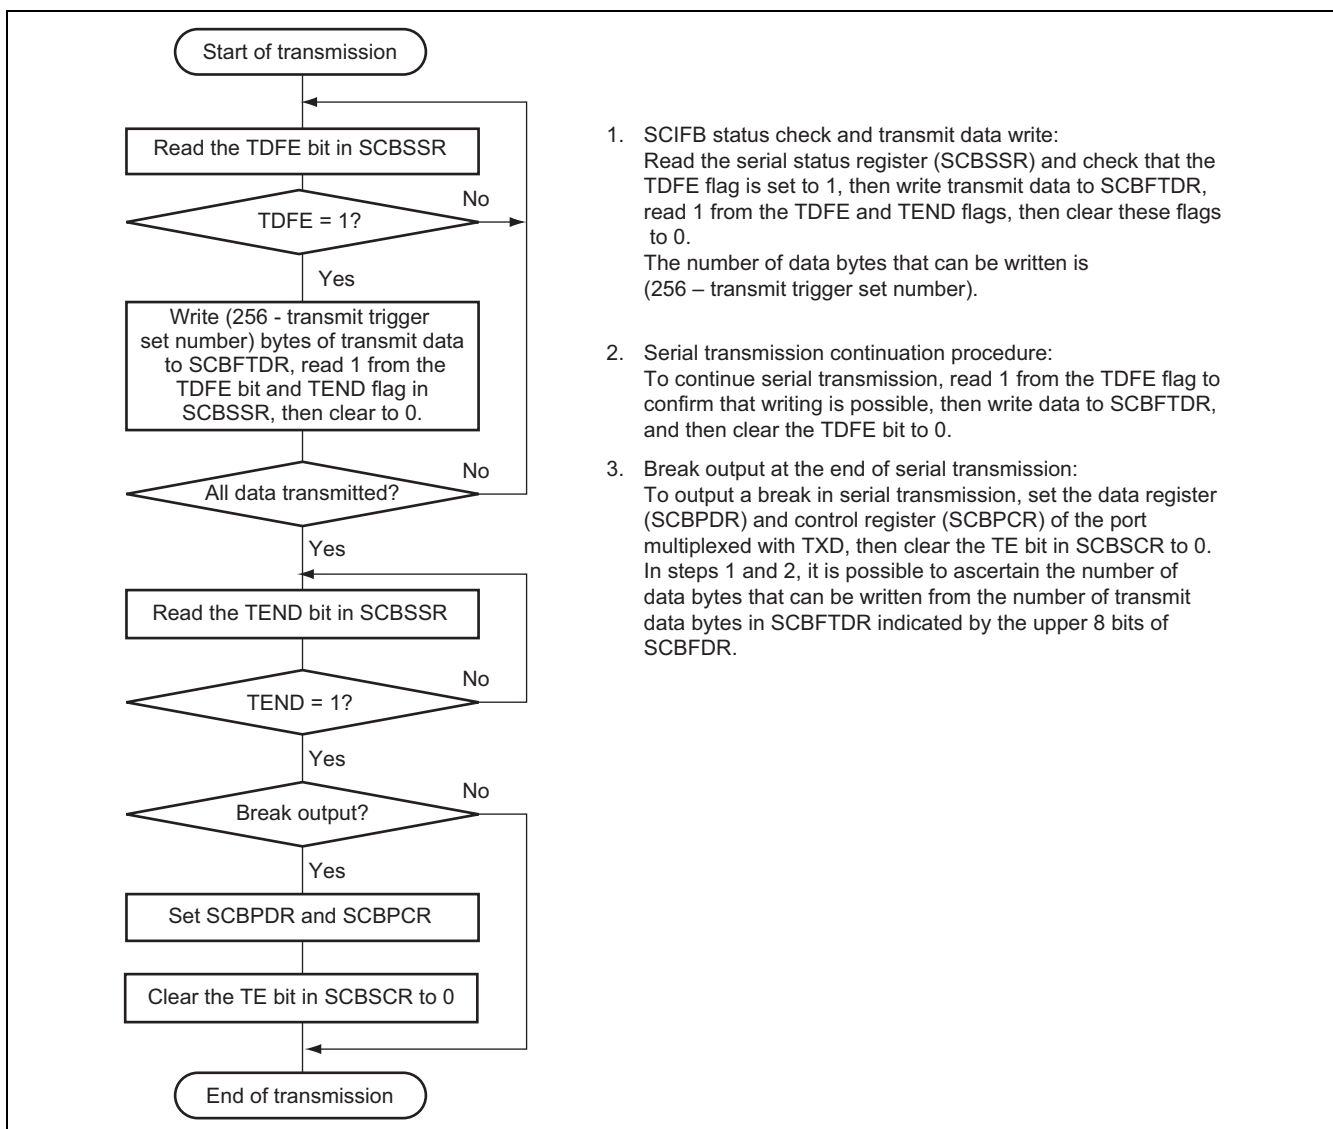 Start of transmission
Read the TDFE bit in SCBSSR
No
TDFE = 1?
Yes
Write (256 - transmit trigger
set number) bytes of transmit data
to SCBFTDR, read 1 from the
TDFE bit and TEND flag in
SCBSSR, then clear to 0.
No
All data transmitted?
Yes
Read the TEND bit in SCBSSR
No
TEND = 1?
Yes
No
Break output?
Yes
Set SCBPDR and SCBPCR
Clear the TE bit in SCBSCR to 0
End of transmission
1. SCIFB status check and transmit data write:
Read the serial status register (SCBSSR) and check that the
TDFE flag is set to 1, then write transmit data to SCBFTDR,
read 1 from the TDFE and TEND flags, then clear these flags
to 0.
The number of data bytes that can be written is
(256 – transmit trigger set number).
2. Serial transmission continuation procedure:
To continue serial transmission, read 1 from the TDFE flag to
confirm that writing is possible, then write data to SCBFTDR,
and then clear the TDFE bit to 0.
3. Break output at the end of serial transmission:
To output a break in serial transmission, set the data register
(SCBPDR) and control register (SCBPCR) of the port
multiplexed with TXD, then clear the TE bit in SCBSCR to 0.
In steps 1 and 2, it is possible to ascertain the number of
data bytes that can be written from the number of transmit
data bytes in SCBFTDR indicated by the upper 8 bits of
SCBFDR.